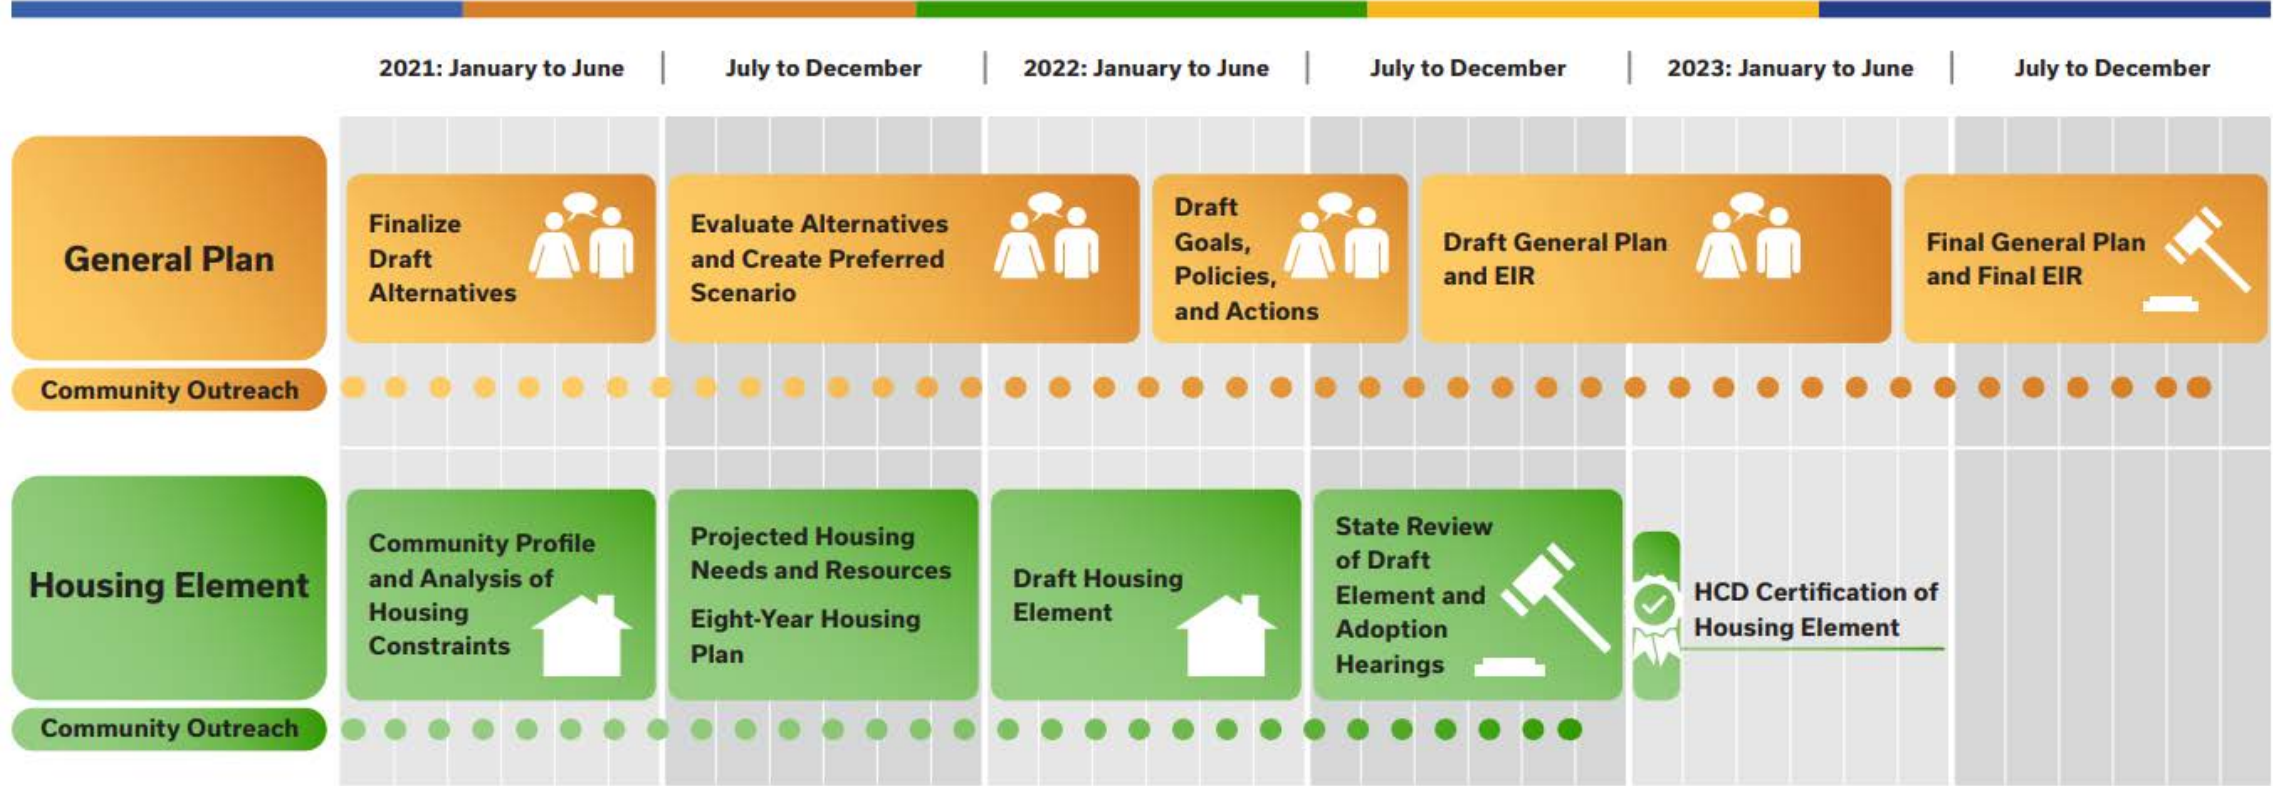 2021: January to June
July to December
2022: January to June
July to December
2023: January to June
July to December
General Plan
Finalize
Draft
Alternatives
Evaluate Alternatives
and Create Preferred
Scenario
Draft
Goals,
Policies,
and Actions
Draft General Plan
and EIR
Final General Plan
and Final EIR
Community Outreach
Housing Element
Community Profile
and Analysis of
Housing
Constraints
Projected Housing
Needs and Resources
Eight-Year Housing
Plan
Draft Housing
Element
State Review
of Draft
Element and
Adoption
Hearings
HCD Certification of
Housing Element
Community Outreach